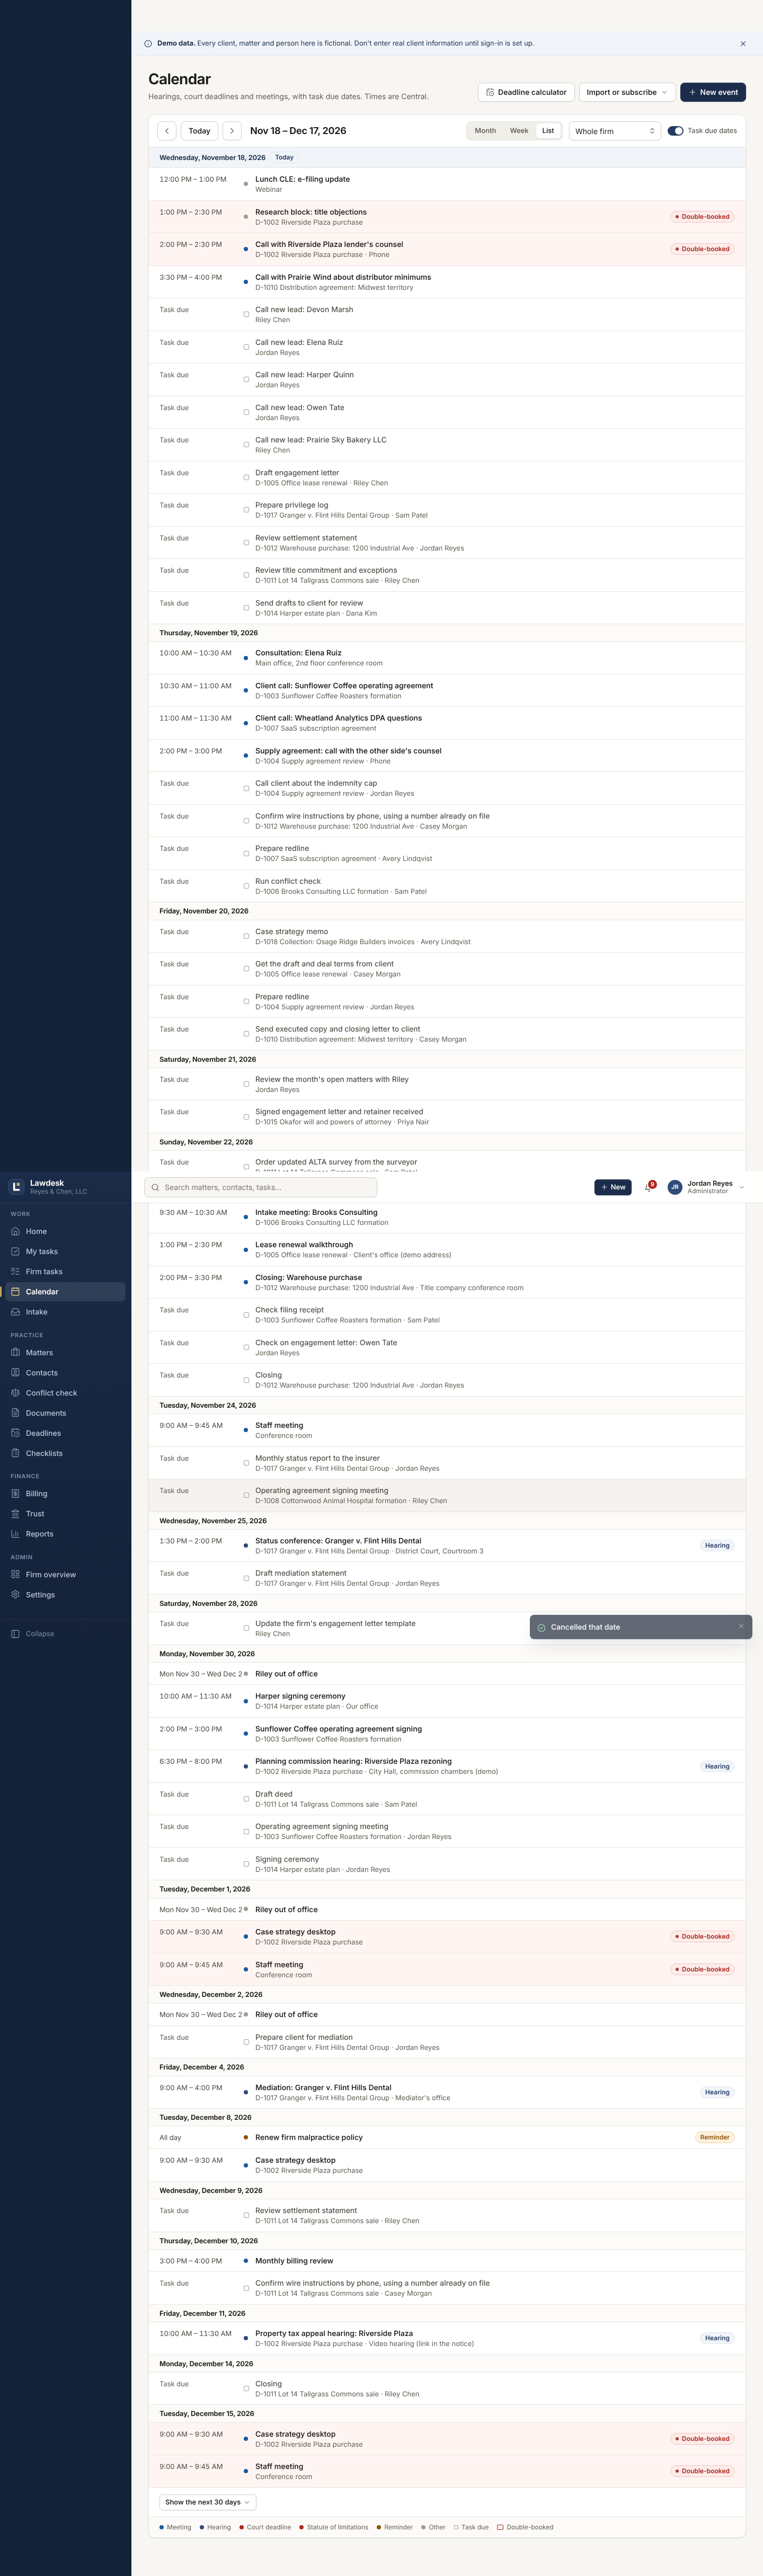 Demo data. Every client, matter and person here is fictional. Don't enter real client information until sign-in is set up.
Calendar
Hearings, court deadlines and meetings, with task due dates. Times are Central.
Deadline calculator
Import or subscribe
New event
Today
Nov 18 – Dec 17, 2026
Month
Week
List
Whole firm
Task due dates
Wednesday, November 18, 2026 Today
12:00 PM – 1:00 PM Lunch CLE: e-filing update
Webinar
1:00 PM – 2:30 PM Research block: title objections Double-booked
D-1002 Riverside Plaza purchase
2:00 PM – 2:30 PM Call with Riverside Plaza lender's counsel Double-booked
D-1002 Riverside Plaza purchase · Phone
3:30 PM – 4:00 PM Call with Prairie Wind about distributor minimums
D-1010 Distribution agreement: Midwest territory
Task due Call new lead: Devon Marsh
Riley Chen
Task due Call new lead: Elena Ruiz
Jordan Reyes
Task due Call new lead: Harper Quinn
Jordan Reyes
Task due Call new lead: Owen Tate
Jordan Reyes
Task due Call new lead: Prairie Sky Bakery LLC
Riley Chen
Task due Draft engagement letter
D-1005 Office lease renewal · Riley Chen
Task due Prepare privilege log
D-1017 Granger v. Flint Hills Dental Group · Sam Patel
Task due Review settlement statement
D-1012 Warehouse purchase: 1200 Industrial Ave · Jordan Reyes
Task due Review title commitment and exceptions
D-1011 Lot 14 Tallgrass Commons sale · Riley Chen
Task due Send drafts to client for review
D-1014 Harper estate plan · Dana Kim
Thursday, November 19, 2026
10:00 AM – 10:30 AM Consultation: Elena Ruiz
Main office, 2nd floor conference room
10:30 AM – 11:00 AM Client call: Sunflower Coffee operating agreement
D-1003 Sunflower Coffee Roasters formation
11:00 AM – 11:30 AM Client call: Wheatland Analytics DPA questions
D-1007 SaaS subscription agreement
2:00 PM – 3:00 PM Supply agreement: call with the other side's counsel
D-1004 Supply agreement review · Phone
Task due Call client about the indemnity cap
D-1004 Supply agreement review · Jordan Reyes
Task due Confirm wire instructions by phone, using a number already on file
D-1012 Warehouse purchase: 1200 Industrial Ave · Casey Morgan
Task due Prepare redline
D-1007 SaaS subscription agreement · Avery Lindqvist
Task due Run conflict check
D-1006 Brooks Consulting LLC formation · Sam Patel
Friday, November 20, 2026
Task due Case strategy memo
D-1018 Collection: Osage Ridge Builders invoices · Avery Lindqvist
Task due Get the draft and deal terms from client
D-1005 Office lease renewal · Casey Morgan
Task due Prepare redline
D-1004 Supply agreement review · Jordan Reyes
Task due Send executed copy and closing letter to client
D-1010 Distribution agreement: Midwest territory · Casey Morgan
Saturday, November 21, 2026
Task due Review the month's open matters with Riley
Jordan Reyes
Task due Signed engagement letter and retainer received
D-1015 Okafor will and powers of attorney · Priya Nair
Sunday, November 22, 2026
Task due Order updated ALTA survey from the surveyor
Lawdesk
Reyes & Chen, LLC
Search matters, contacts, tasks...
New
9
JR
Jordan Reyes
Administrator
WORK
Home
My tasks
Firm tasks
Calendar
Intake
PRACTICE
Matters
Contacts
Conflict check
Documents
Deadlines
Checklists
FINANCE
Billing
Trust
Reports
ADMIN
Firm overview
Settings
Collapse
9:30 AM – 10:30 AM Intake meeting: Brooks Consulting
D-1006 Brooks Consulting LLC formation
1:00 PM – 2:30 PM Lease renewal walkthrough
D-1005 Office lease renewal · Client's office (demo address)
2:00 PM – 3:30 PM Closing: Warehouse purchase
D-1012 Warehouse purchase: 1200 Industrial Ave · Title company conference room
Task due Check filing receipt
D-1003 Sunflower Coffee Roasters formation · Sam Patel
Task due Check on engagement letter: Owen Tate
Jordan Reyes
Task due Closing
D-1012 Warehouse purchase: 1200 Industrial Ave · Jordan Reyes
Tuesday, November 24, 2026
9:00 AM – 9:45 AM Staff meeting
Conference room
Task due Monthly status report to the insurer
D-1017 Granger v. Flint Hills Dental Group · Jordan Reyes
Task due Operating agreement signing meeting
D-1008 Cottonwood Animal Hospital formation · Riley Chen
Wednesday, November 25, 2026
1:30 PM – 2:00 PM Status conference: Granger v. Flint Hills Dental Hearing
D-1017 Granger v. Flint Hills Dental Group · District Court, Courtroom 3
Task due Draft mediation statement
D-1017 Granger v. Flint Hills Dental Group · Jordan Reyes
Saturday, November 28, 2026
Task due Update the firm's engagement letter template
Riley Chen
Cancelled that date
Monday, November 30, 2026
Mon Nov 30 – Wed Dec 2 Riley out of office
10:00 AM – 11:30 AM Harper signing ceremony
D-1014 Harper estate plan · Our office
2:00 PM – 3:00 PM Sunflower Coffee operating agreement signing
D-1003 Sunflower Coffee Roasters formation
6:30 PM – 8:00 PM Planning commission hearing: Riverside Plaza rezoning Hearing
D-1002 Riverside Plaza purchase · City Hall, commission chambers (demo)
Task due Draft deed
D-1011 Lot 14 Tallgrass Commons sale · Sam Patel
Task due Operating agreement signing meeting
D-1003 Sunflower Coffee Roasters formation · Jordan Reyes
Task due Signing ceremony
D-1014 Harper estate plan · Jordan Reyes
Tuesday, December 1, 2026
Mon Nov 30 – Wed Dec 2 Riley out of office
9:00 AM – 9:30 AM Case strategy desktop Double-booked
D-1002 Riverside Plaza purchase
9:00 AM – 9:45 AM Staff meeting Double-booked
Conference room
Wednesday, December 2, 2026
Mon Nov 30 – Wed Dec 2 Riley out of office
Task due Prepare client for mediation
D-1017 Granger v. Flint Hills Dental Group · Jordan Reyes
Friday, December 4, 2026
9:00 AM – 4:00 PM Mediation: Granger v. Flint Hills Dental Hearing
D-1017 Granger v. Flint Hills Dental Group · Mediator's office
Tuesday, December 8, 2026
All day Renew firm malpractice policy Reminder
9:00 AM – 9:30 AM Case strategy desktop
D-1002 Riverside Plaza purchase
Wednesday, December 9, 2026
Task due Review settlement statement
D-1011 Lot 14 Tallgrass Commons sale · Riley Chen
Thursday, December 10, 2026
3:00 PM – 4:00 PM Monthly billing review
Task due Confirm wire instructions by phone, using a number already on file
D-1011 Lot 14 Tallgrass Commons sale · Casey Morgan
Friday, December 11, 2026
10:00 AM – 11:30 AM Property tax appeal hearing: Riverside Plaza Hearing
D-1002 Riverside Plaza purchase · Video hearing (link in the notice)
Monday, December 14, 2026
Task due Closing
D-1011 Lot 14 Tallgrass Commons sale · Riley Chen
Tuesday, December 15, 2026
9:00 AM – 9:30 AM Case strategy desktop Double-booked
D-1002 Riverside Plaza purchase
9:00 AM – 9:45 AM Staff meeting Double-booked
Conference room
Show the next 30 days
Meeting Hearing Court deadline Statute of limitations Reminder Other Task due Double-booked